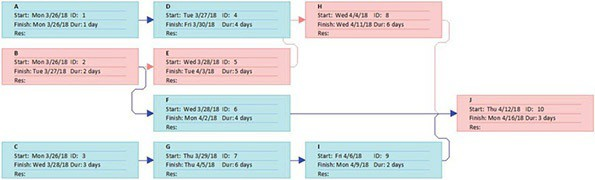 A
Start: Mon 3/26/18 ID: 1
Finish: Mon 3/26/18 Dur: 1 day
Res:
D
Start: Tue 3/27/18 ID: 4
Finish: Fri 3/30/18 Dur: 4 days
Res:
H
Start: Wed 4/4/18 ID: 8
Finish: Wed 4/11/18 Dur: 6 days
Res:
B
Start: Mon 3/26/18 ID: 2
Finish: Tue 3/27/18 Dur: 2 days
Res:
E
Start: Wed 3/28/18 ID: 5
Finish: Tue 4/3/18 Dur: 5 days
Res:
F
Start: Wed 3/28/18 ID: 6
Finish: Mon 4/2/18 Dur: 4 days
Res:
J
Start: Thu 4/12/18 ID: 10
Finish: Mon 4/16/18 Dur: 3 days
Res:
C
Start: Mon 3/26/18 ID: 3
Finish: Wed 3/28/18 Dur: 3 days
Res:
G
Start: Thu 3/29/18 ID: 7
Finish: Thu 4/5/18 Dur: 6 days
Res:
I
Start: Fri 4/6/18 ID: 9
Finish: Mon 4/9/18 Dur: 2 days
Res: